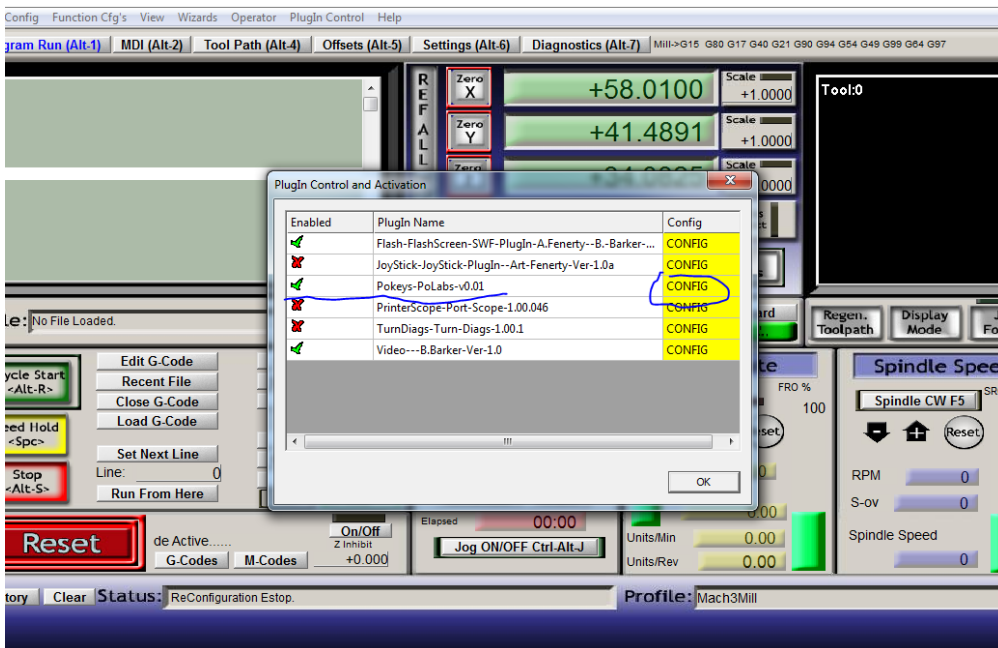 Config Function Cfg's View Wizards Operator PlugIn Control Help
gram Run (Alt-1) MDI (Alt-2) Tool Path (Alt-4) Offsets (Alt-5) Settings (Alt-6) Diagnostics (Alt-7) Mill->G15 G80 G17 G40 G21 G90 G94 G54 G49 G99 G64 G97
REF ALL
Zero X +58.0100 Scale +1.0000
Tool:0
Zero Y +41.4891 Scale +1.0000
Zero +34.0825 Scale 0000
PlugIn Control and Activation
Enabled PlugIn Name Config
Flash-FlashScreen-SWF-PlugIn-A.Fenerty--B.-Barker-... CONFIG
JoyStick-JoyStick-PlugIn--Art-Fenerty-Ver-1.0a CONFIG
Pokeys-PoLabs-v0.01 CONFIG
PrinterScope-Port-Scope-1.00.046 CONFIG
TurnDiags-Turn-Diags-1.00.1 CONFIG
Video---B.Barker-Ver-1.0 CONFIG
OK
le: No File Loaded.
Regen. Toolpath Display Mode
Edit G-Code
Recent File
Close G-Code
Load G-Code
Set Next Line
Line: 0
Run From Here
ycle Start <Alt-R>
eed Hold <Spc>
Stop <Alt-S>
Reset
de Active......
G-Codes M-Codes
On/Off
Z Inhibit
+0.000
Elapsed 00:00
Jog ON/OFF Ctrl-Alt-J
FRO %
100
0.00
Units/Min 0.00
Units/Rev 0.00
Spindle Spee
Spindle CW F5
Reset
RPM 0
S-ov 0
Spindle Speed
0
tory Clear Status: ReConfiguration Estop. Profile: Mach3Mill